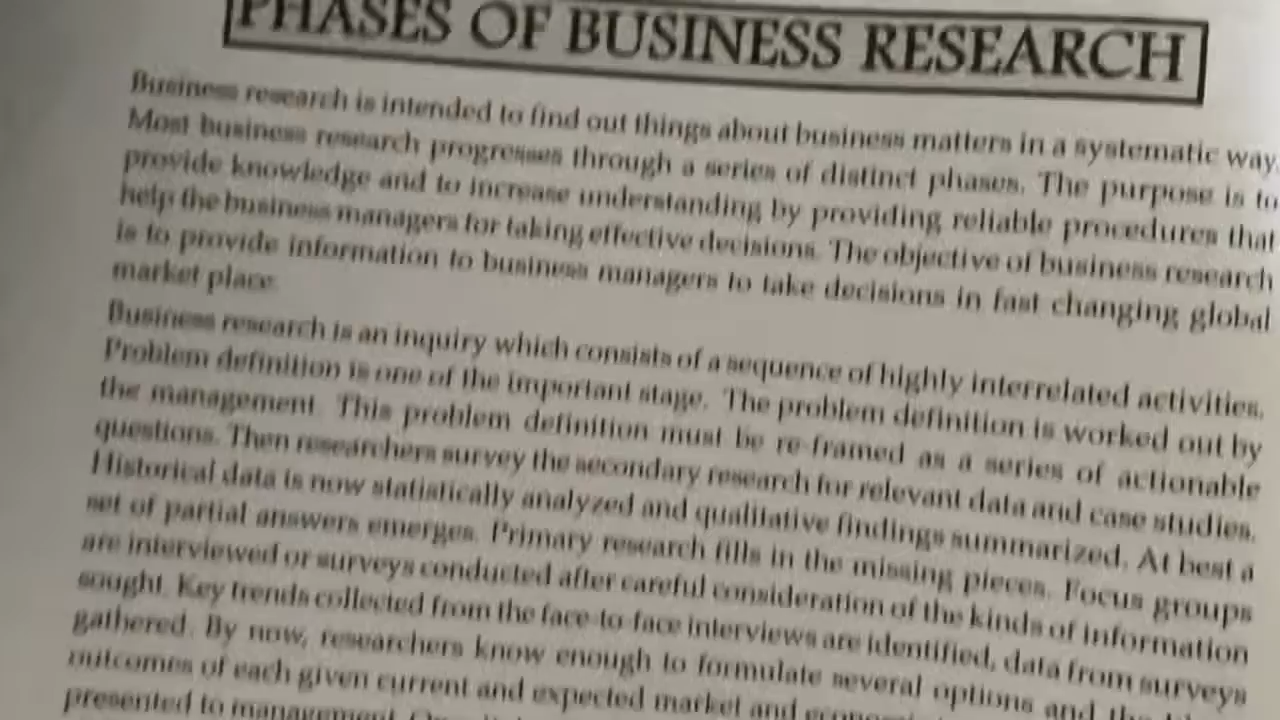 PHASES OF BUSINESS RESEARCH
Business research is intended to find out things about business matters in a systematic way.
Most business research progresses through a series of distinct phases. The purpose is to
provide knowledge and to increase understanding by providing reliable procedures that
help the business managers for taking effective decisions. The objective of business research
is to provide information to business managers to take decisions in fast changing global
market place.
Business research is an inquiry which consists of a sequence of highly interrelated activities.
Problem definition is one of the important stage. The problem definition is worked out by
the management. This problem definition must be re-framed as a series of actionable
questions. Then researchers survey the secondary research for relevant data and case studies.
Historical data is now statistically analyzed and qualitative findings summarized. At best a
set of partial answers emerges. Primary research fills in the missing pieces. Focus groups
are interviewed or surveys conducted after careful consideration of the kinds of information
sought. Key trends collected from the face-to-face interviews are identified, data from surveys
gathered. By now, researchers know enough to formulate several options and the
outcomes of each given current and expected market and
presented to management.